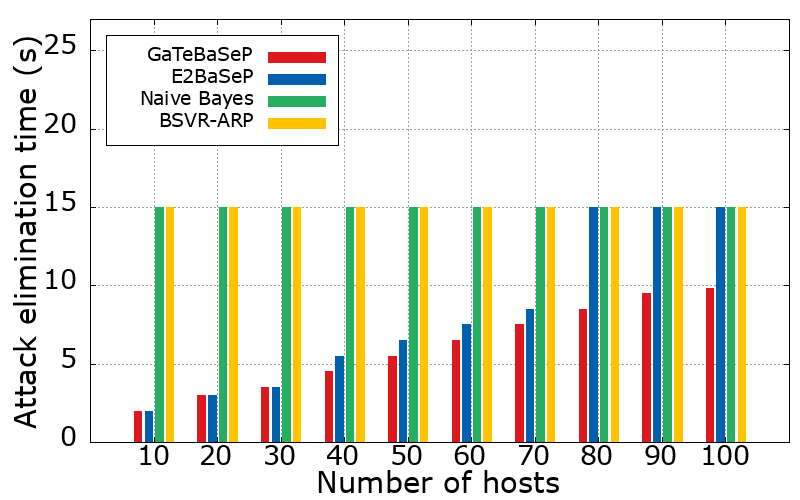 25
20
15
10
5
0
Attack elimination time (s)
GaTeBaSeP
E2BaSeP
Naive Bayes
BSVR-ARP
10 20 30 40 50 60 70 80 90 100
Number of hosts